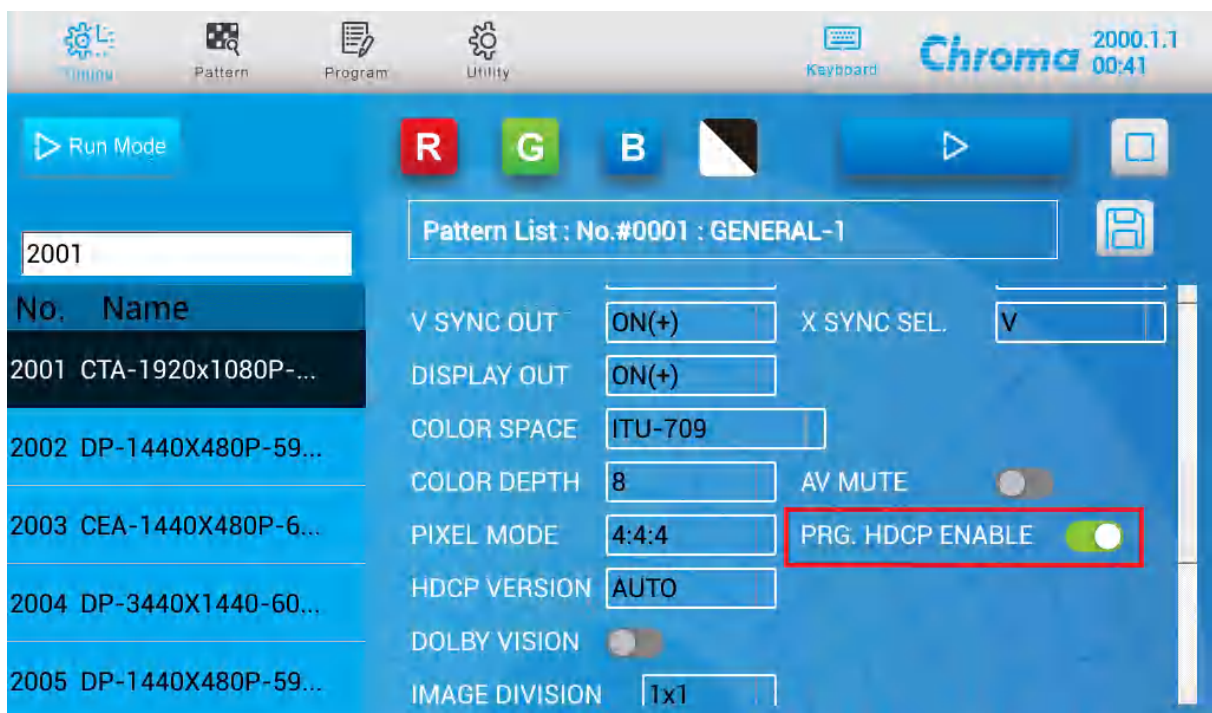 Timing Pattern Program Utility Keyboard Chroma 2000.1.1
00:41
Run Mode
R G B
Pattern List : No.#0001 : GENERAL-1
2001
No. Name
2001 CTA-1920x1080P-...
2002 DP-1440X480P-59...
2003 CEA-1440X480P-6...
2004 DP-3440X1440-60...
2005 DP-1440X480P-59...
V SYNC OUT ON(+) X SYNC SEL. V
DISPLAY OUT ON(+)
COLOR SPACE ITU-709
COLOR DEPTH 8 AV MUTE
PIXEL MODE 4:4:4 PRG. HDCP ENABLE
HDCP VERSION AUTO
DOLBY VISION
IMAGE DIVISION 1x1